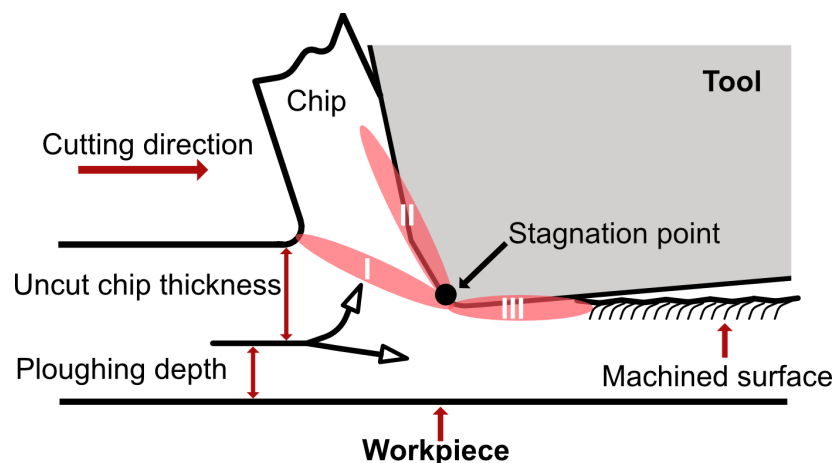 Tool
Chip
Cutting direction
II
Stagnation point
I
Uncut chip thickness
III
Ploughing depth
Machined surface
Workpiece